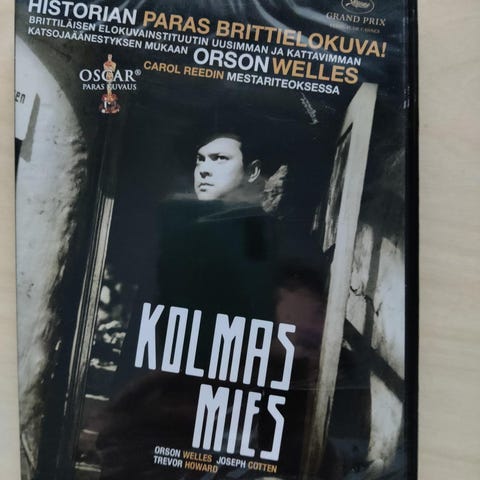 HISTORIAN PARAS BRITTIELOKUVA!
BRITTILÄISEN ELOKUVAINSTITUUTIN UUSIMMAN JA KATTAVIMMAN
KATSOJAÄÄNESTYKSEN MUKAAN ORSON WELLES
CAROL REEDIN MESTARITEOKSESSA
GRAND PRIX
OSCAR®
PARAS KUVAUS
en
KOLMAS
MIES
ORSON WELLES JOSEPH COTTEN
TREVOR HOWARD